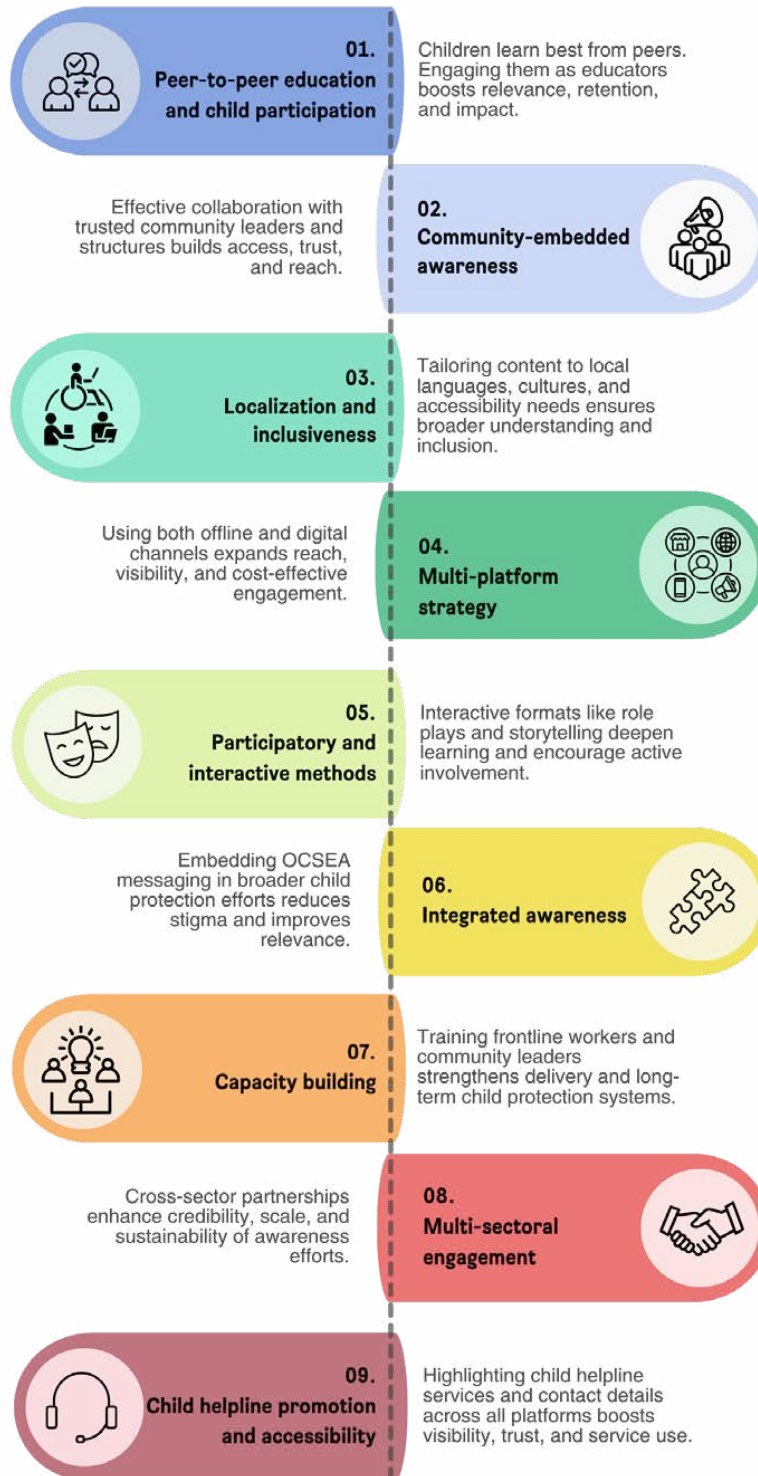 01.
Peer-to-peer education
and child participation
Children learn best from peers.
Engaging them as educators
boosts relevance, retention,
and impact.
Effective collaboration with
trusted community leaders and
structures builds access, trust,
and reach.
02.
Community-embedded
awareness
03.
Localization and
inclusiveness
Tailoring content to local
languages, cultures, and
accessibility needs ensures
broader understanding and
inclusion.
Using both offline and digital
channels expands reach,
visibility, and cost-effective
engagement.
04.
Multi-platform
strategy
05.
Participatory and
interactive methods
Interactive formats like role
plays and storytelling deepen
learning and encourage active
involvement.
Embedding OCSEA
messaging in broader child
protection efforts reduces
stigma and improves
relevance.
06.
Integrated awareness
07.
Capacity building
Training frontline workers and
community leaders
strengthens delivery and long-
term child protection systems.
Cross-sector partnerships
enhance credibility, scale, and
sustainability of awareness
efforts.
08.
Multi-sectoral
engagement
09.
Child helpline promotion
and accessibility
Highlighting child helpline
services and contact details
across all platforms boosts
visibility, trust, and service use.